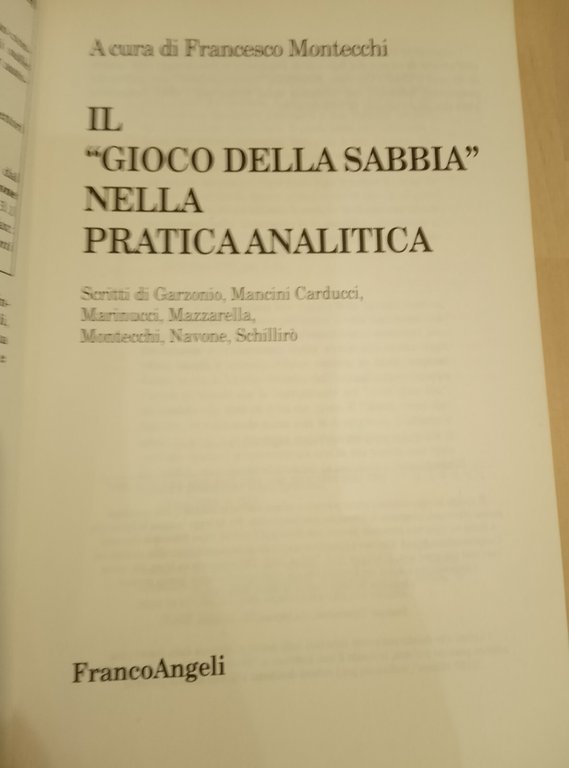 A cura di Francesco Montecchi
IL
“GIOCO DELLA SABBIA”
NELLA
PRATICA ANALITICA
Scritti di Garzonio, Mancini Carducci,
Marinucci, Mazzarella,
Montecchi, Navone, Schillirò
FrancoAngeli